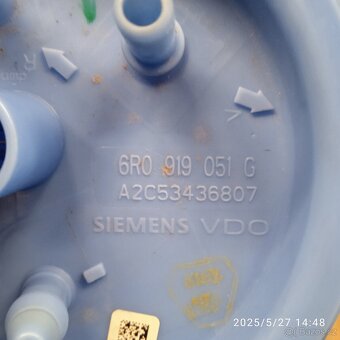 R
6R0 919 051 G
A2C53436807
SIEMENS VDO
V
2025/5/27 14:48